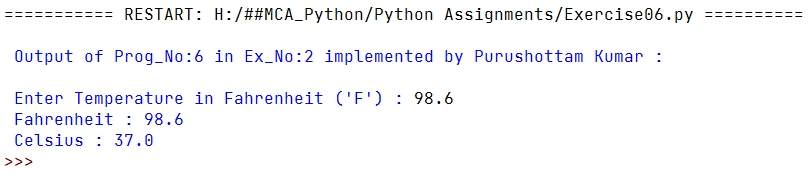 =========== RESTART: H:/##MCA_Python/Python Assignments/Exercise06.py ==========
Output of Prog_No:6 in Ex_No:2 implemented by Purushottam Kumar :
Enter Temperature in Fahrenheit ('F') : 98.6
Fahrenheit : 98.6
Celsius : 37.0
>>>